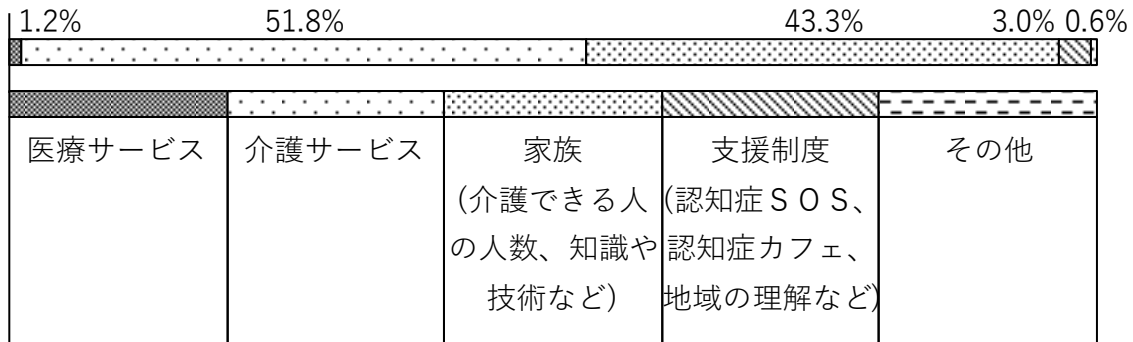 1.2% 51.8% 43.3% 3.0% 0.6%
医療サービス 介護サービス 家族 支援制度 その他
(介護できる人 (認知症ＳＯＳ、
の人数、知識や 認知症カフェ、
技術など) 地域の理解など)